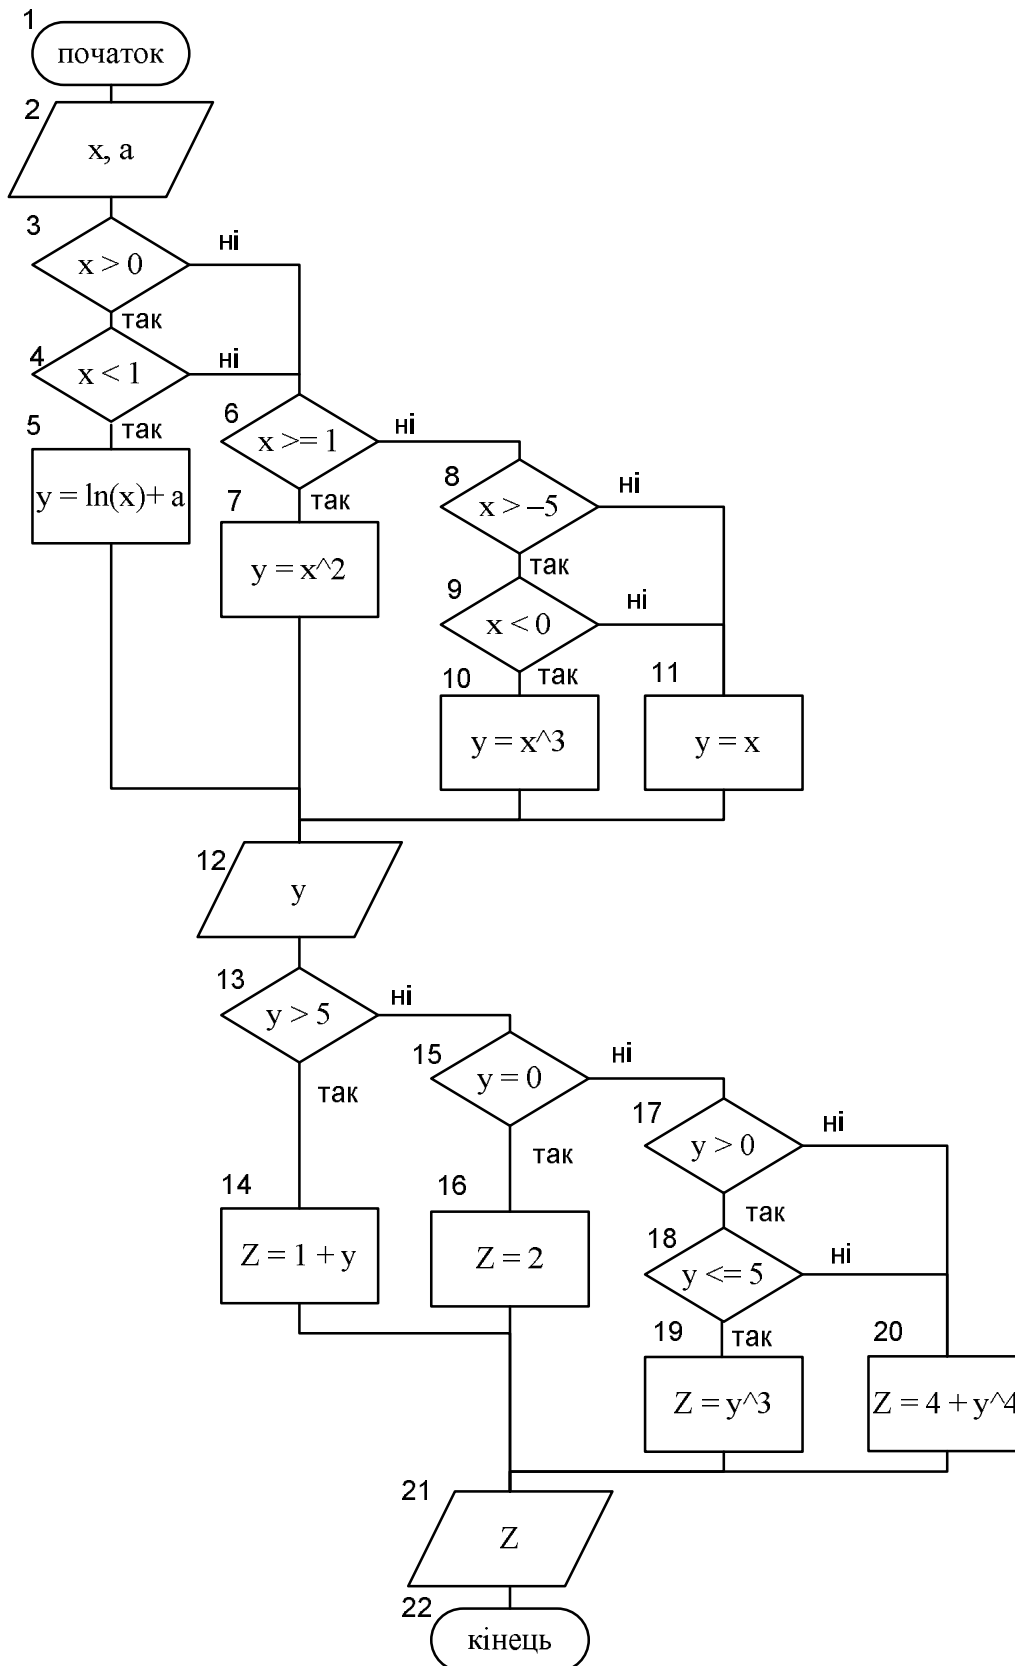 1
початок
2
x, a
3
x > 0
ні
так
4
x < 1
ні
так
5
y = ln(x)+ a
6
x >= 1
ні
так
7
y = x^2
8
x > –5
ні
так
9
x < 0
ні
так
10
y = x^3
11
y = x
12
y
13
y > 5
ні
так
14
Z = 1 + y
15
y = 0
ні
так
16
Z = 2
17
y > 0
ні
так
18
y <= 5
ні
так
19
Z = y^3
20
Z = 4 + y^4
21
Z
22
кінець